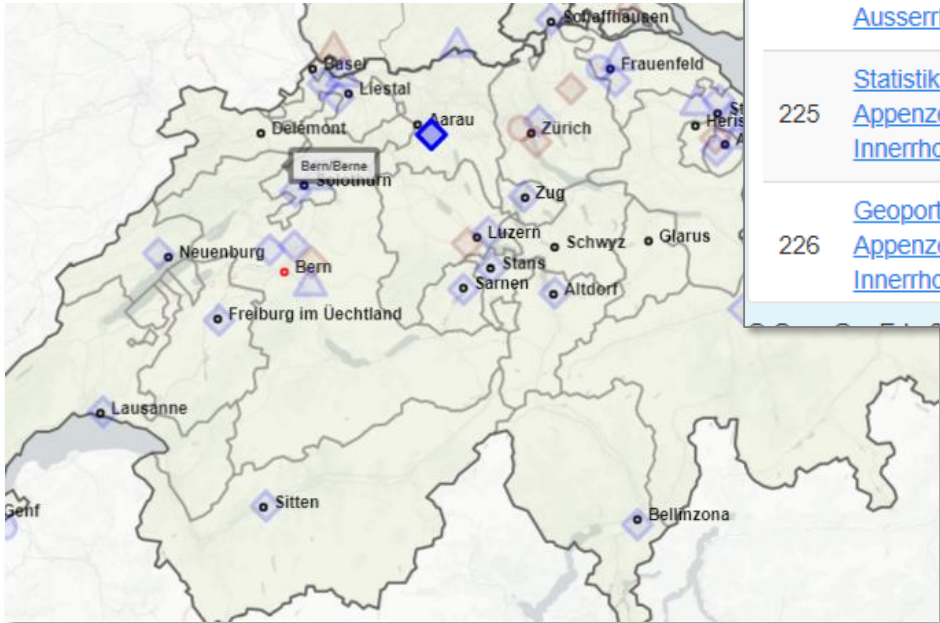 Schaffhausen
Ausserr
Basel
Frauenfeld
Liestal
Statistik
Aarau
225
Appenze
Delémont
Zürich
Heris
Innerrho
Bern/Berne
Solothurn
Zug
Geoport
Luzern
Schwyz
Glarus
226
Appenze
Neuenburg
Bern
Stans
Innerrho
Sarnen
Altdorf
Freiburg im Üechtland
Lausanne
Sitten
Genf
Bellinzona